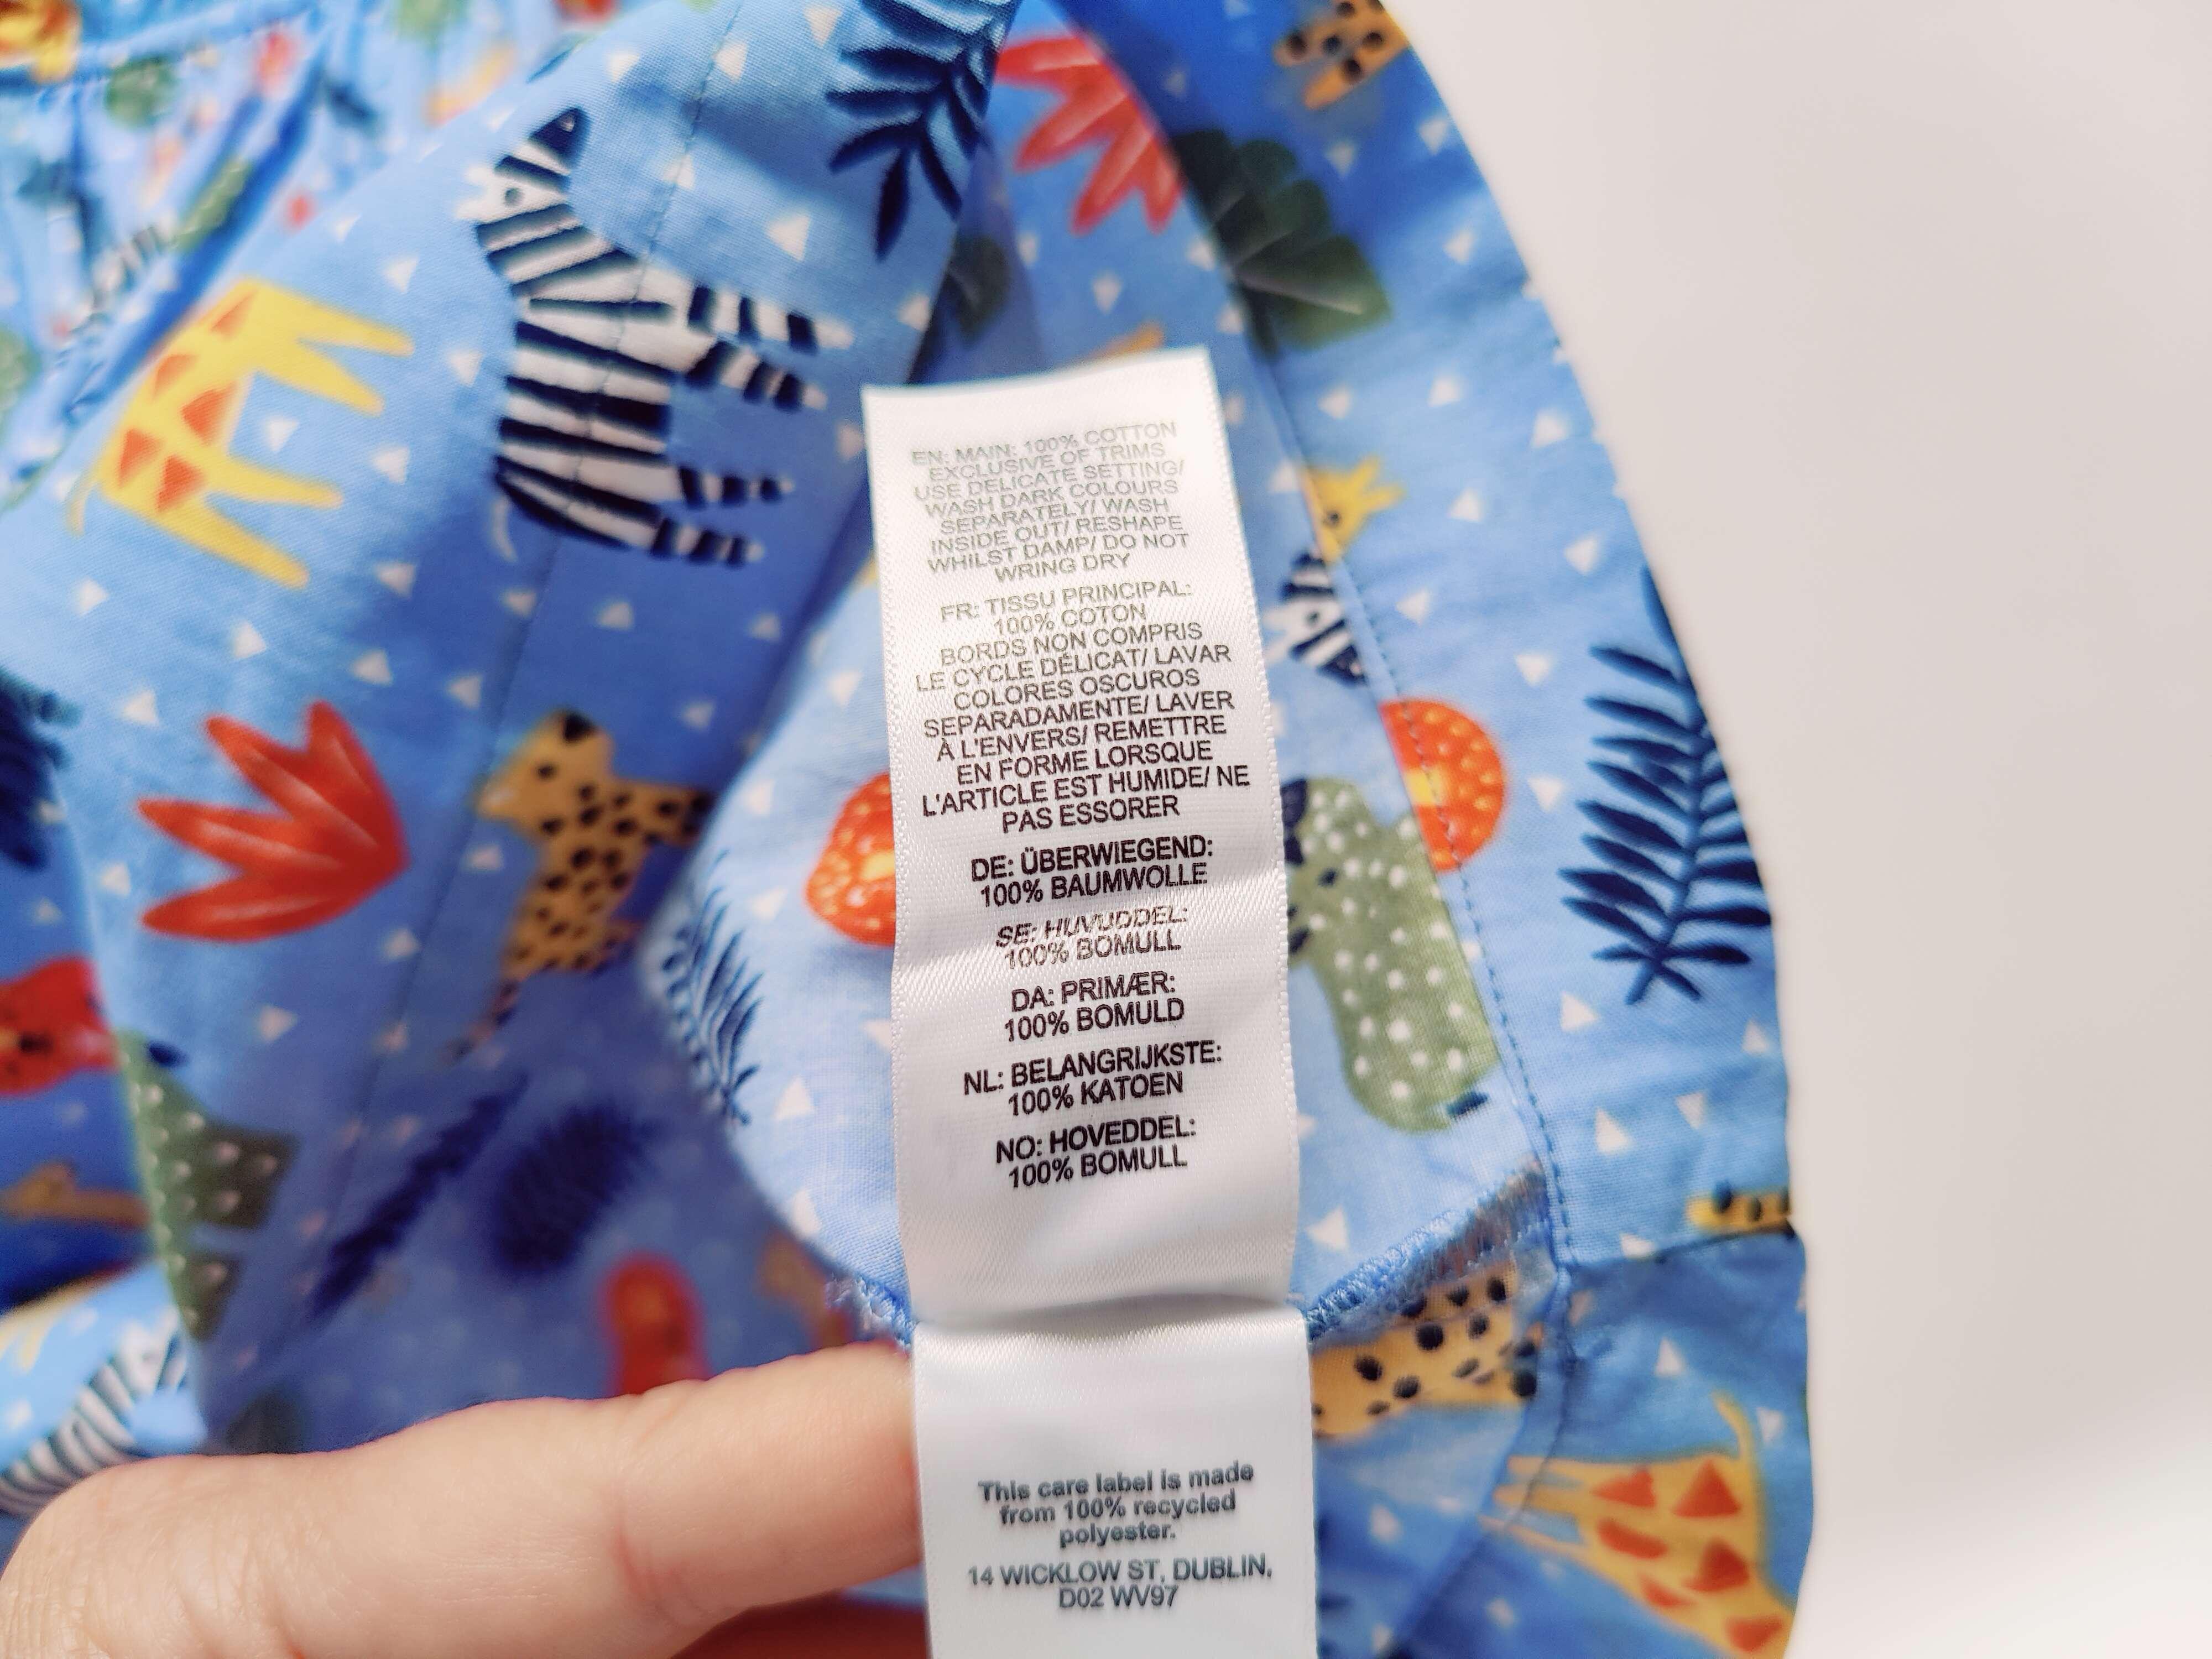 EN: MAIN: 100% COTTON
EXCLUSIVE OF TRIMS
USE DELICATE SETTING/
WASH DARK COLOURS
SEPARATELY/ WASH
INSIDE OUT/ RESHAPE
WHILST DAMP/ DO NOT
WRING DRY
FR: TISSU PRINCIPAL:
100% COTON
BORDS NON COMPRIS
LE CYCLE DÉLICAT/ LAVAR
COLORES OSCUROS
SEPARADAMENTE/ LAVER
À L'ENVERS/ REMETTRE
EN FORME LORSQUE
L'ARTICLE EST HUMIDE/ NE
PAS ESSORER
DE: ÜBERWIEGEND:
100% BAUMWOLLE
SE: HUVUDDEL:
100% BOMULL
DA: PRIMÆR:
100% BOMULD
NL: BELANGRIJKSTE:
100% KATOEN
NO: HOVEDDEL:
100% BOMULL
This care label is made
from 100% recycled
polyester.
14 WICKLOW ST, DUBLIN,
D02 WV97